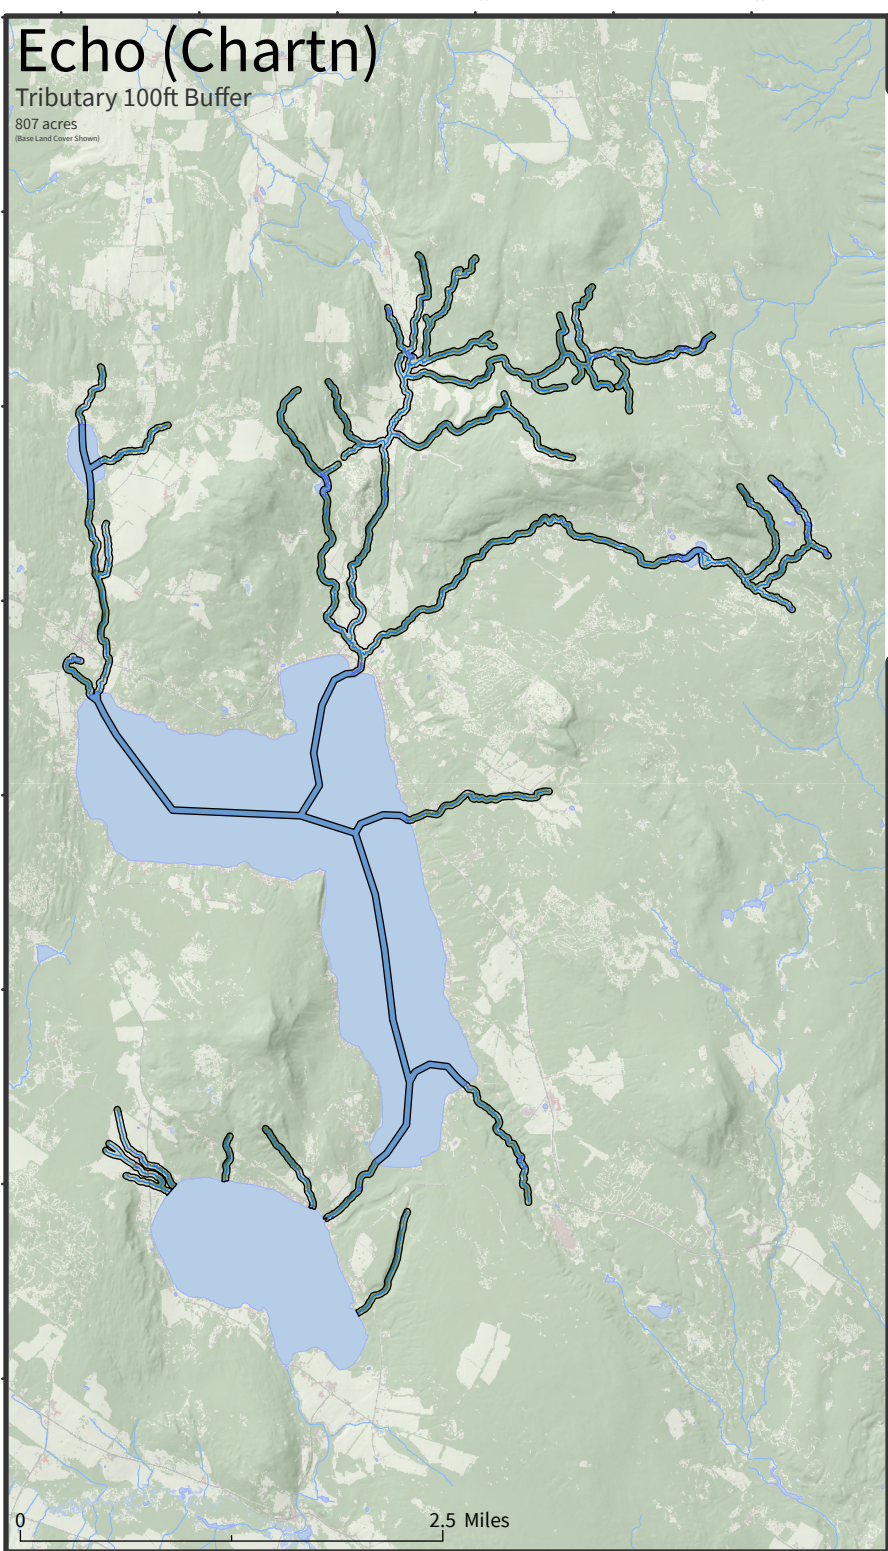 Echo (Chartn)
Tributary 100ft Buffer
807 acres
(Base Land Cover Shown)
0 2.5 Miles